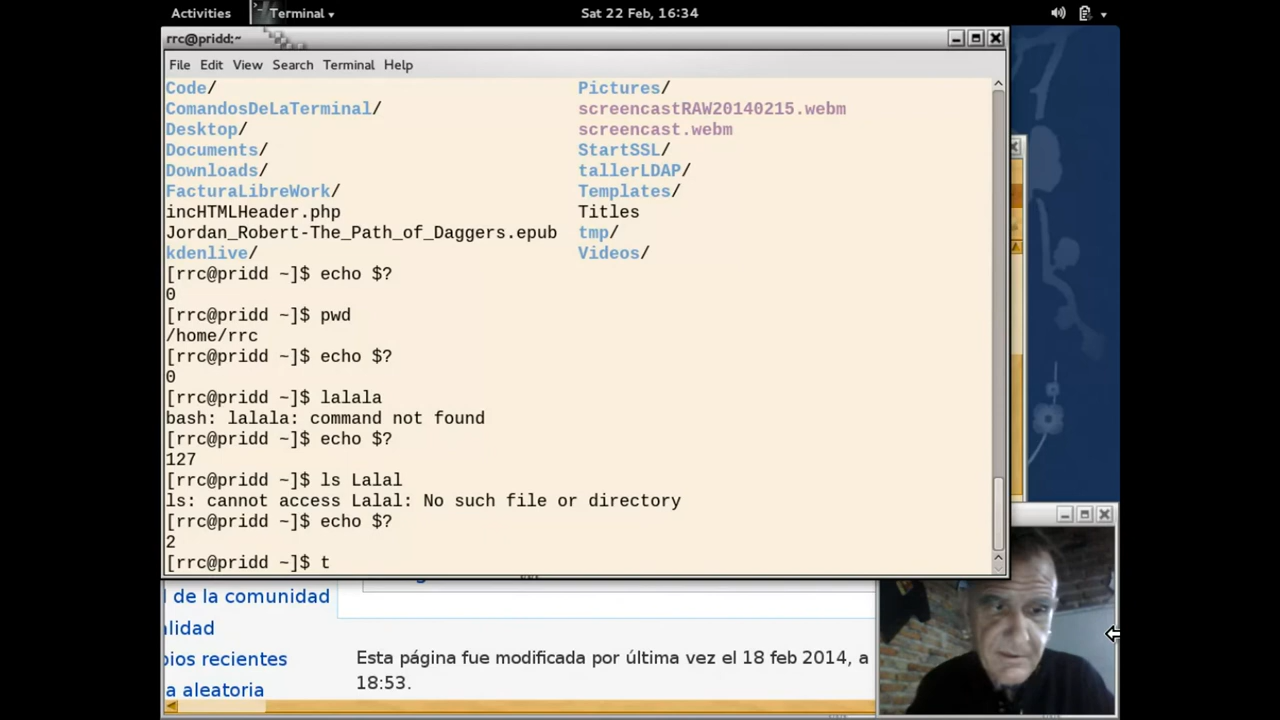 Activities Terminal Sat 22 Feb, 16:34
rrc@pridd:~
File Edit View Search Terminal Help
Code/ Pictures/
ComandosDeLaTerminal/ screencastRAW20140215.webm
Desktop/ screencast.webm
Documents/ StartSSL/
Downloads/ tallerLDAP/
FacturaLibreWork/ Templates/
incHTMLHeader.php Titles
Jordan_Robert-The_Path_of_Daggers.epub tmp/
kdenlive/ Videos/
[rrc@pridd ~]$ echo $?
0
[rrc@pridd ~]$ pwd
/home/rrc
[rrc@pridd ~]$ echo $?
0
[rrc@pridd ~]$ lalala
bash: lalala: command not found
[rrc@pridd ~]$ echo $?
127
[rrc@pridd ~]$ ls Lalal
ls: cannot access Lalal: No such file or directory
[rrc@pridd ~]$ echo $?
2
[rrc@pridd ~]$ t
de la comunidad
recientes
aleatoria
Esta página fue modificada por última vez el 18 feb 2014, a
18:53.